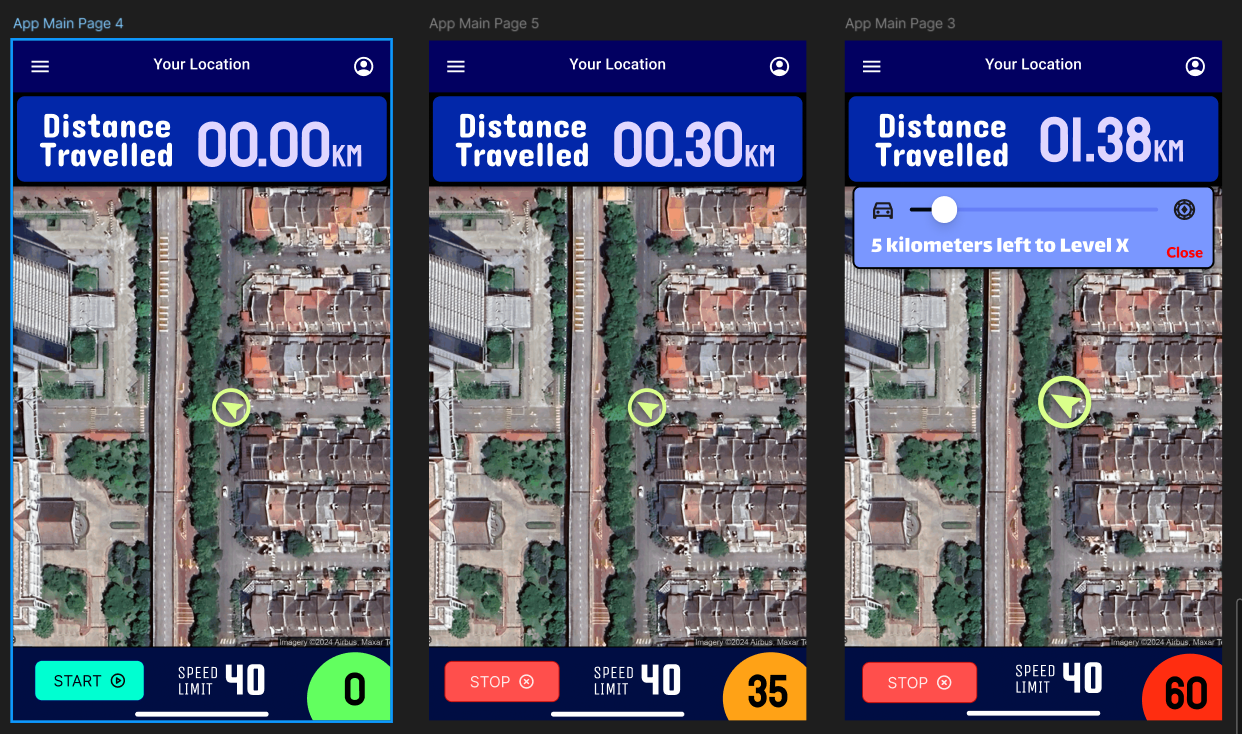 App Main Page 4
Your Location
Distance
Travelled
00.00KM
Imagery ©2024 Airbus, Maxar Te
START
SPEED
LIMIT
40
0
App Main Page 5
Your Location
Distance
Travelled
00.30KM
Imagery ©2024 Airbus, Maxar Te
STOP
SPEED
LIMIT
40
35
App Main Page 3
Your Location
Distance
Travelled
01.38KM
5 kilometers left to Level X
Close
Imagery ©2024 Airbus, Maxar Te
STOP
SPEED
LIMIT
40
60